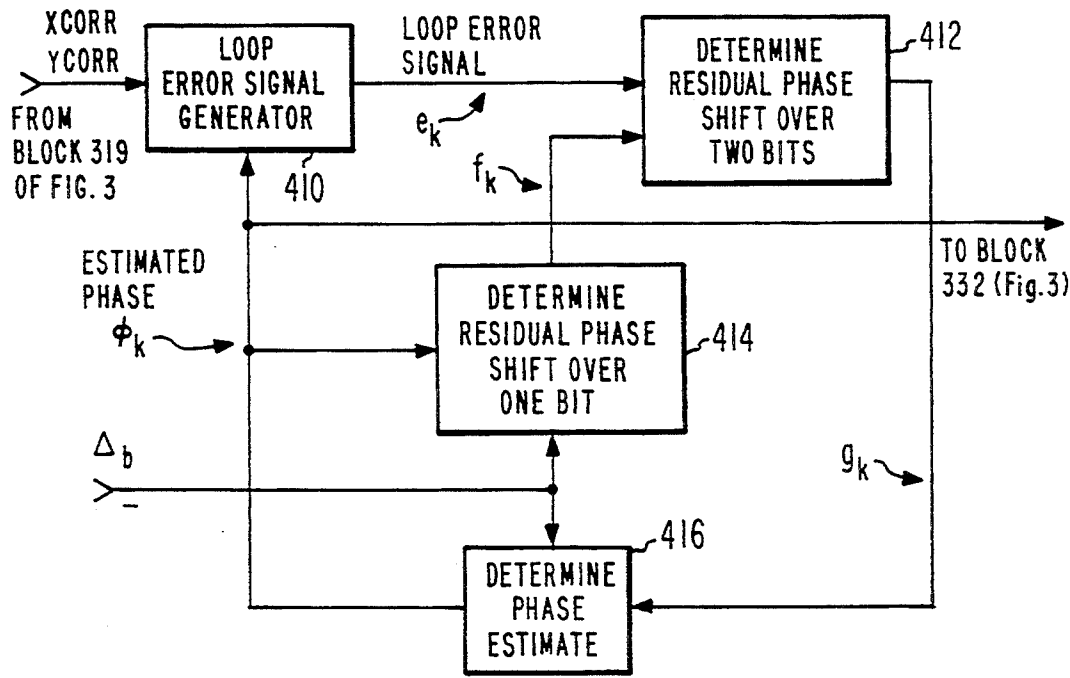 XCORR
YCORR
FROM
BLOCK 319
OF FIG. 3
LOOP
ERROR SIGNAL
GENERATOR
410
LOOP ERROR
SIGNAL
e_k
DETERMINE
RESIDUAL PHASE
SHIFT OVER
TWO BITS
412
f_k
TO BLOCK
332 (Fig.3)
ESTIMATED
PHASE
ϕ_k
DETERMINE
RESIDUAL PHASE
SHIFT OVER
ONE BIT
414
Δ_b
g_k
DETERMINE
PHASE
ESTIMATE
416